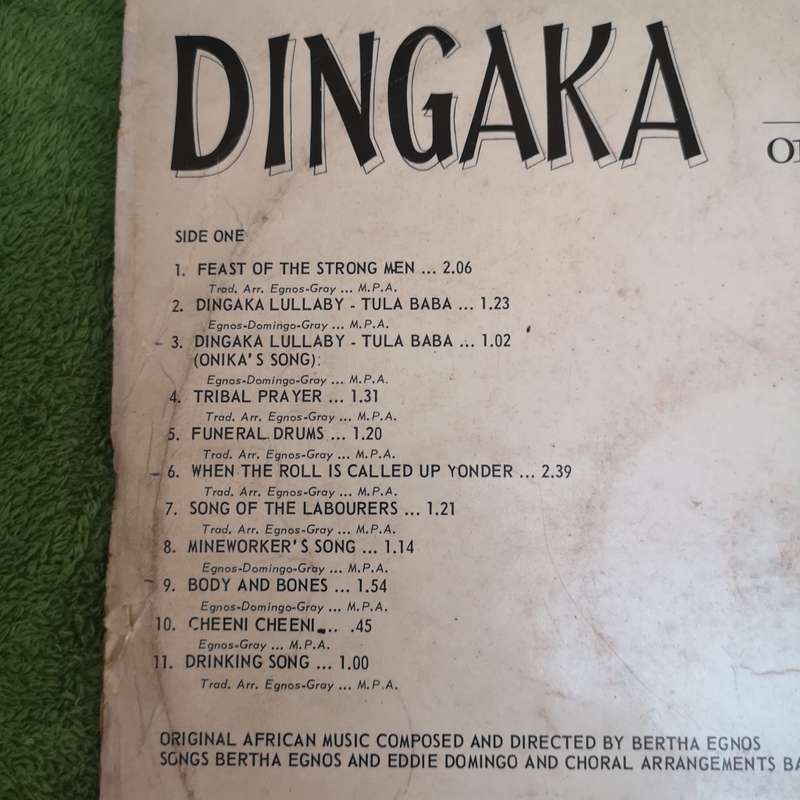 DINGAKA
SIDE ONE
1. FEAST OF THE STRONG MEN ... 2.06
Trad. Arr. Egnos-Gray ... M.P.A.
2. DINGAKA LULLABY - TULA BABA ... 1.23
Egnos-Domingo-Gray ... M.P.A.
3. DINGAKA LULLABY - TULA BABA ... 1.02
(ONIKA'S SONG):
Egnos-Domingo-Gray ... M.P.A.
4. TRIBAL PRAYER ... 1.31
Trad. Arr. Egnos-Gray ... M.P.A.
5. FUNERAL DRUMS ... 1.20
Trad. Arr. Egnos-Gray ... M.P.A.
6. WHEN THE ROLL IS CALLED UP YONDER ... 2.39
Trad. Arr. Egnos-Gray ... M.P.A.
7. SONG OF THE LABOURERS ... 1.21
Trad. Arr. Egnos-Gray ... M.P.A.
8. MINEWORKER'S SONG ... 1.14
Egnos-Domingo-Gray ... M.P.A.
9. BODY AND BONES ... 1.54
Egnos-Domingo-Gray ... M.P.A.
10. CHEENI CHEENI ... .45
Egnos-Gray ... M.P.A.
11. DRINKING SONG ... 1.00
Trad. Arr. Egnos-Gray ... M.P.A.
ORIGINAL AFRICAN MUSIC COMPOSED AND DIRECTED BY BERTHA EGNOS
SONGS BERTHA EGNOS AND EDDIE DOMINGO AND CHORAL ARRANGEMENTS BA